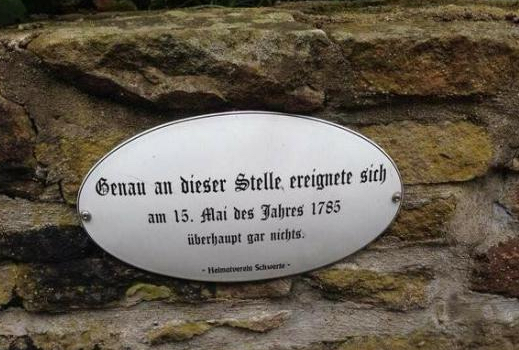 Genau an dieser Stelle ereignete sich
am 15. Mai des Jahres 1785
überhaupt gar nichts.
- Heimatverein Schwerte -